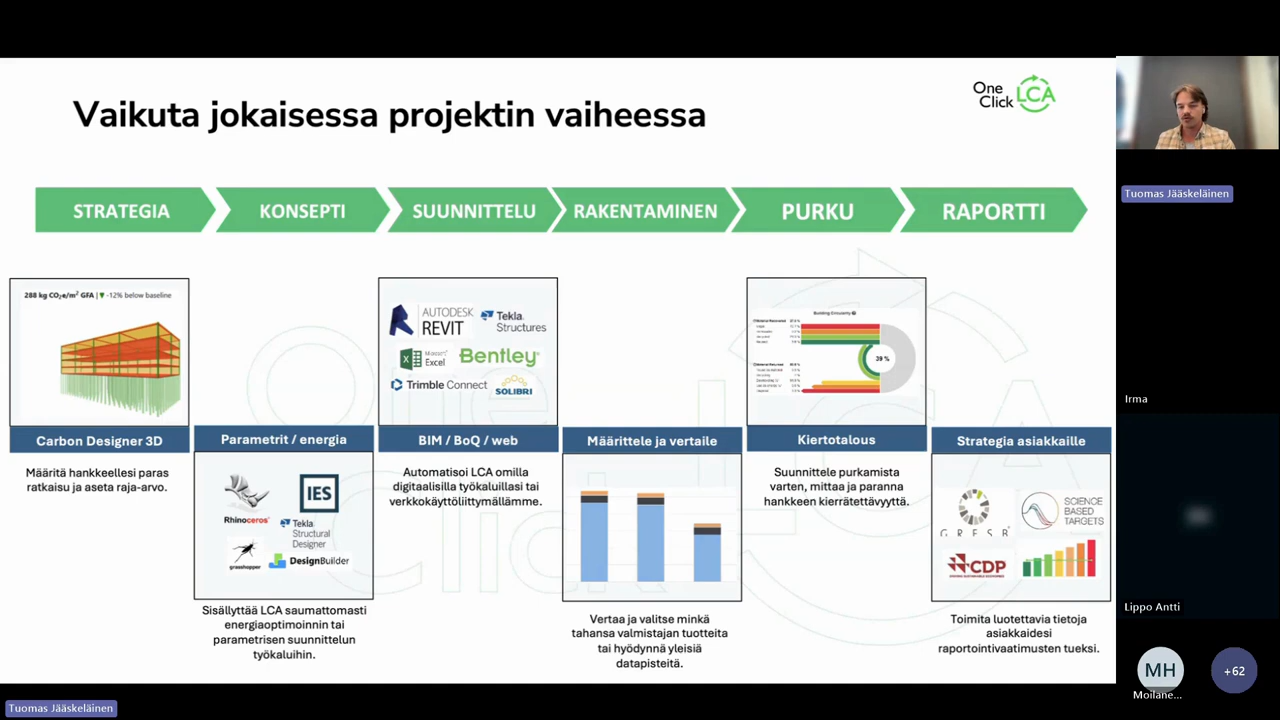 Vaikuta jokaisessa projektin vaiheessa
One
Click LCA
STRATEGIA
KONSEPTI
SUUNNITTELU
RAKENTAMINEN
PURKU
RAPORTTI
288 kg CO₂e/m² GFA | ▼ -12% below baseline
Carbon Designer 3D
Määritä hankkeellesi paras
ratkaisu ja aseta raja-arvo.
Parametrit / energia
Rhinoceros
IES
Tekla
Structural
Designer
grasshopper
DesignBuilder
Sisällyttää LCA saumattomasti
energiaoptimoinnin tai
parametrisen suunnittelun
työkaluihin.
AUTODESK
REVIT
Tekla
Structures
Microsoft
Excel
Bentley
Trimble Connect
SOLIBRI
BIM / BoQ / web
Automatisoi LCA omilla
digitaalisilla työkaluillasi tai
verkkokäyttöliittymällämme.
Määrittele ja vertaile
Vertaa ja valitse minkä
tahansa valmistajan tuotteita
tai hyödynnä yleisiä
datapisteitä.
Building Circularity
39 %
Kiertotalous
Suunnittele purkamista
varten, mittaa ja paranna
hankkeen kierrätettävyyttä.
Strategia asiakkaille
GRESB
SCIENCE
BASED
TARGETS
CDP
Toimita luotettavia tietoja
asiakkaidesi
raportointivaatimusten tueksi.
Tuomas Jääskeläinen
Irma
Lippo Antti
MH
Moilane...
+62
Tuomas Jääskeläinen